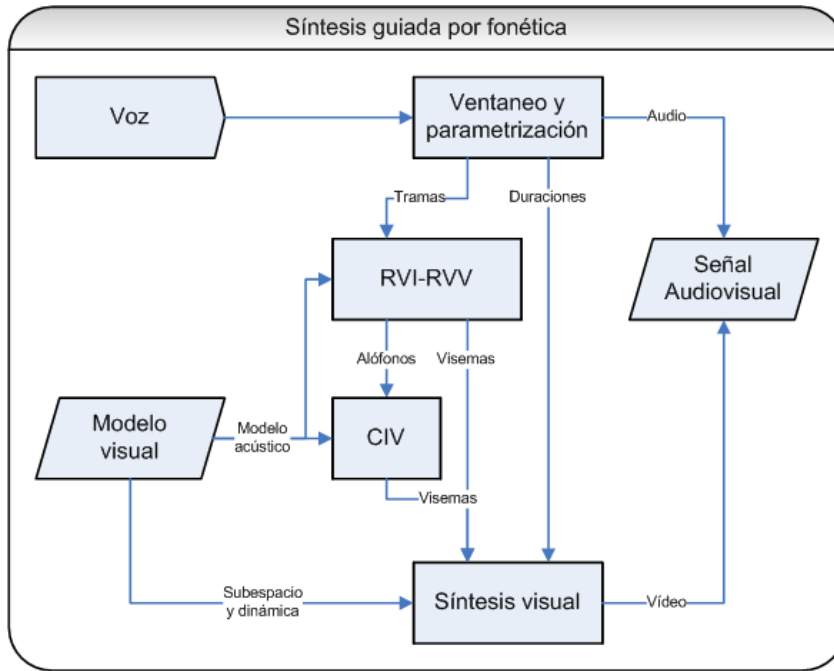 Síntesis guiada por fonética
Voz
Ventaneo y
parametrización
Audio
Tramas
Duraciones
RVI-RVV
Señal
Audiovisual
Alófonos
Visemas
Modelo
visual
Modelo
acústico
CIV
Visemas
Subespacio
y dinámica
Síntesis visual
Vídeo